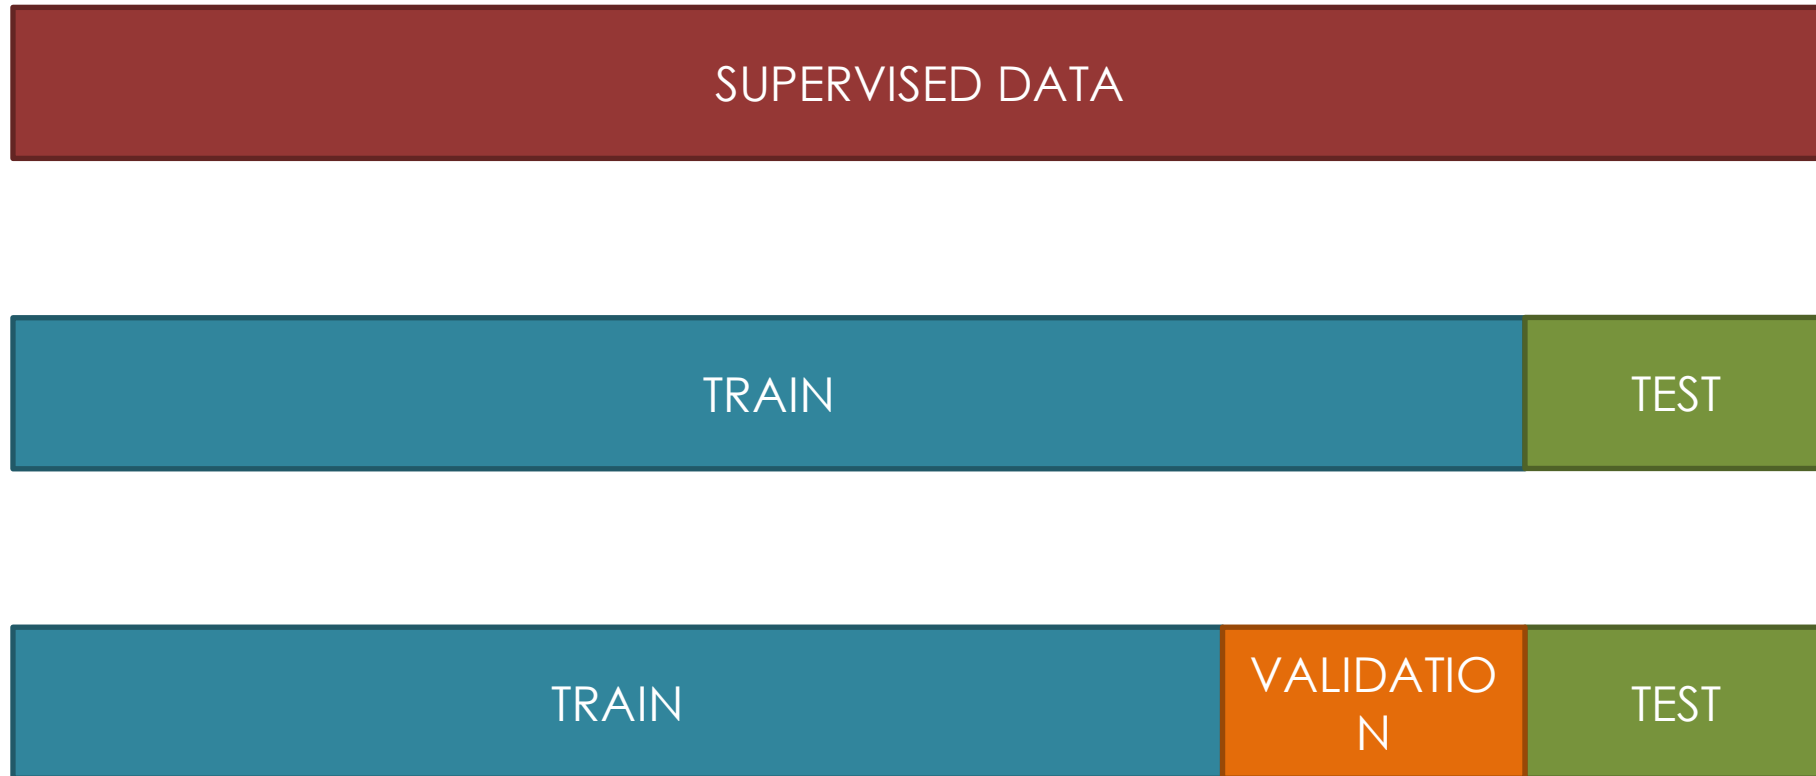 SUPERVISED DATA
TRAIN
TEST
TRAIN
VALIDATIO
N
TEST